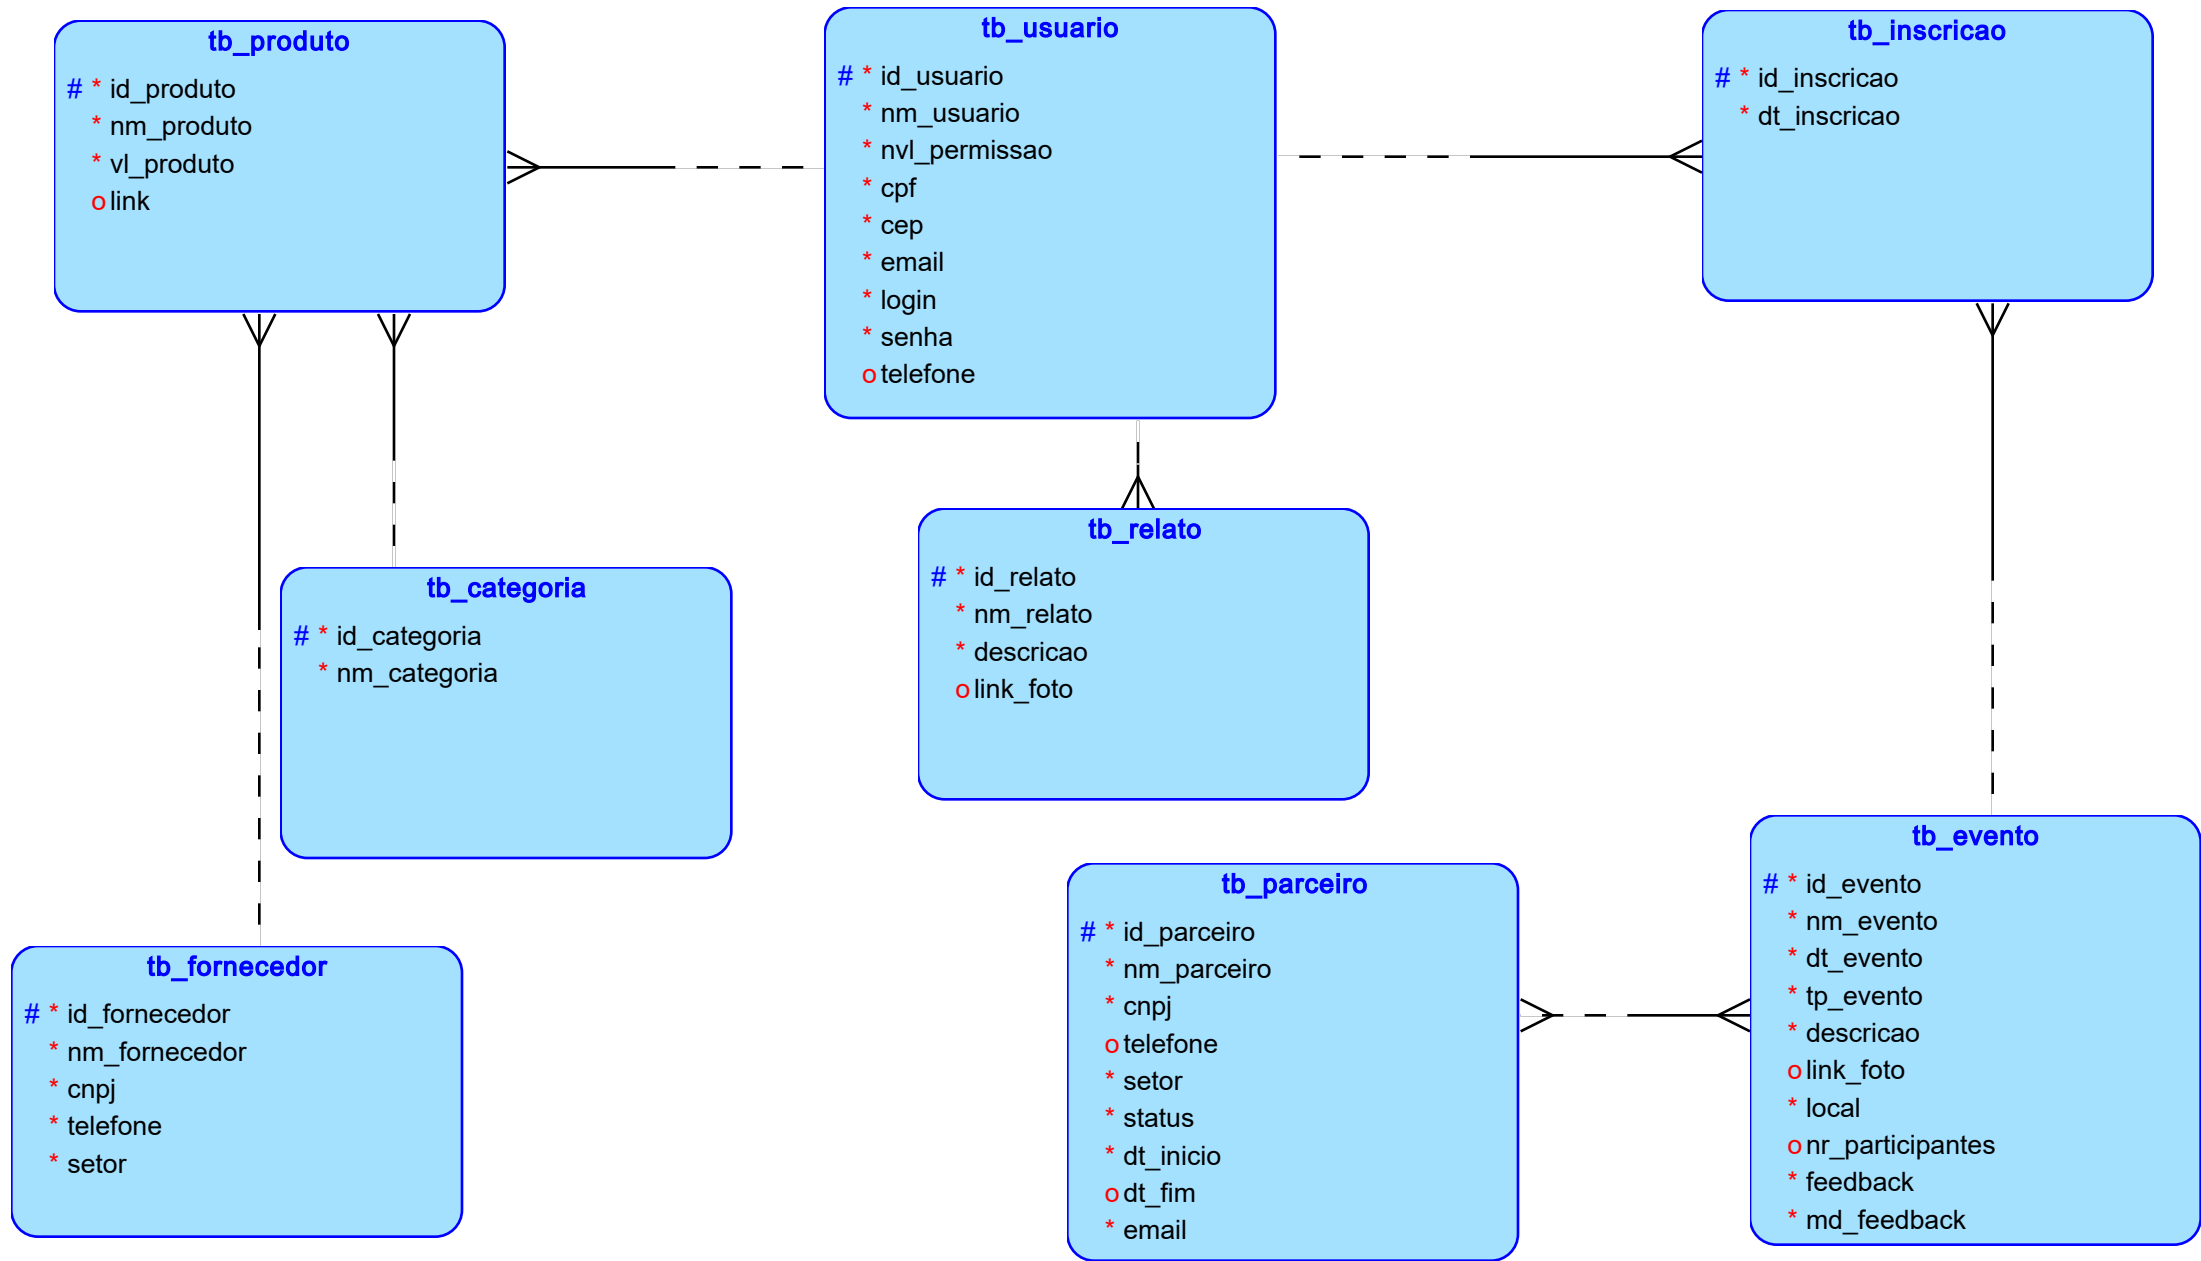 tb_produto
# * id_produto
* nm_produto
* vl_produto
o link
tb_usuario
# * id_usuario
* nm_usuario
* nvl_permissao
* cpf
* cep
* email
* login
* senha
o telefone
tb_inscricao
# * id_inscricao
* dt_inscricao
tb_categoria
# * id_categoria
* nm_categoria
tb_relato
# * id_relato
* nm_relato
* descricao
o link_foto
tb_fornecedor
# * id_fornecedor
* nm_fornecedor
* cnpj
* telefone
* setor
tb_parceiro
# * id_parceiro
* nm_parceiro
* cnpj
o telefone
* setor
* status
* dt_inicio
o dt_fim
* email
tb_evento
# * id_evento
* nm_evento
* dt_evento
* tp_evento
* descricao
o link_foto
* local
o nr_participantes
* feedback
* md_feedback